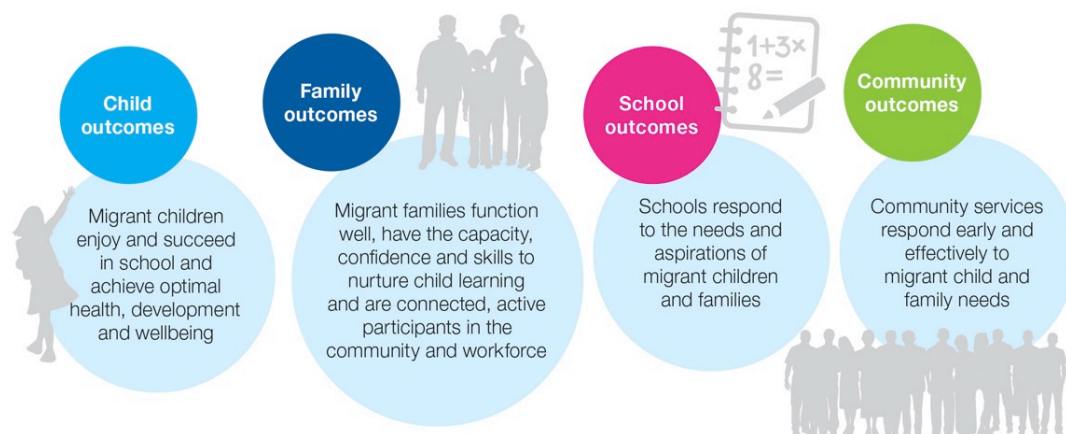 Child
outcomes
Migrant children
enjoy and succeed
in school and
achieve optimal
health, development
and wellbeing
Family
outcomes
Migrant families function
well, have the capacity,
confidence and skills to
nurture child learning
and are connected, active
participants in the
community and workforce
School
outcomes
1+3×
8=
Schools respond
to the needs and
aspirations of
migrant children
and families
Community
outcomes
Community services
respond early and
effectively to
migrant child and
family needs